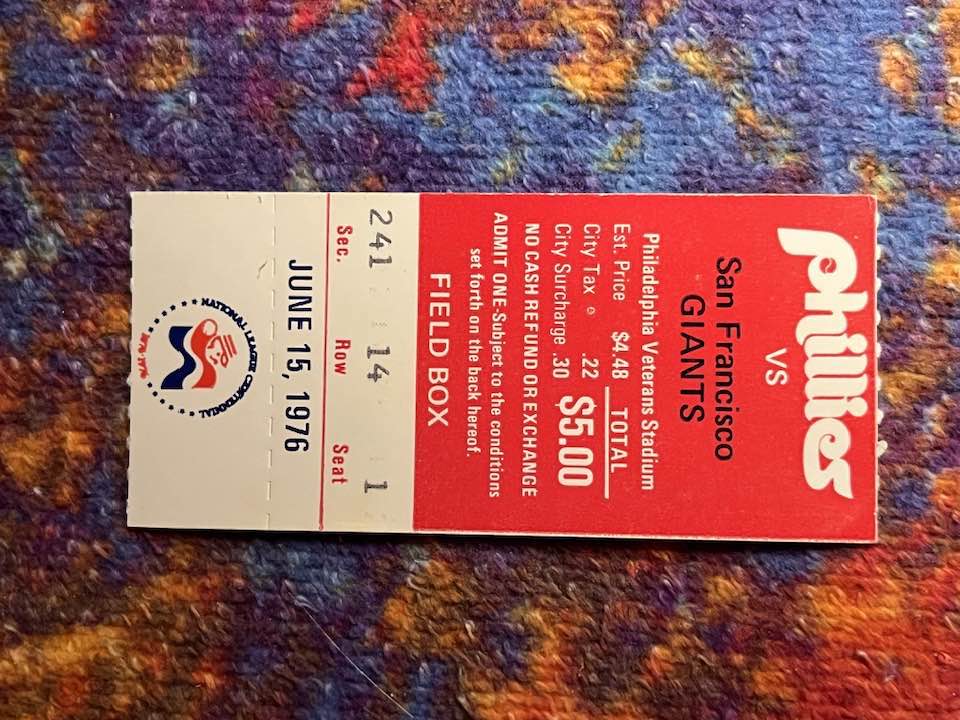 Phillies
VS
San Francisco
GIANTS
Philadelphia Veterans Stadium
Est. Price $4.48 TOTAL
City Tax .22
City Surcharge .30 $5.00
NO CASH REFUND OR EXCHANGE
ADMIT ONE-Subject to the conditions
set forth on the back hereof.
FIELD BOX
241 14 1
Sec. Row Seat
JUNE 15, 1976
NATIONAL LEAGUE CENTENNIAL
1876-1976